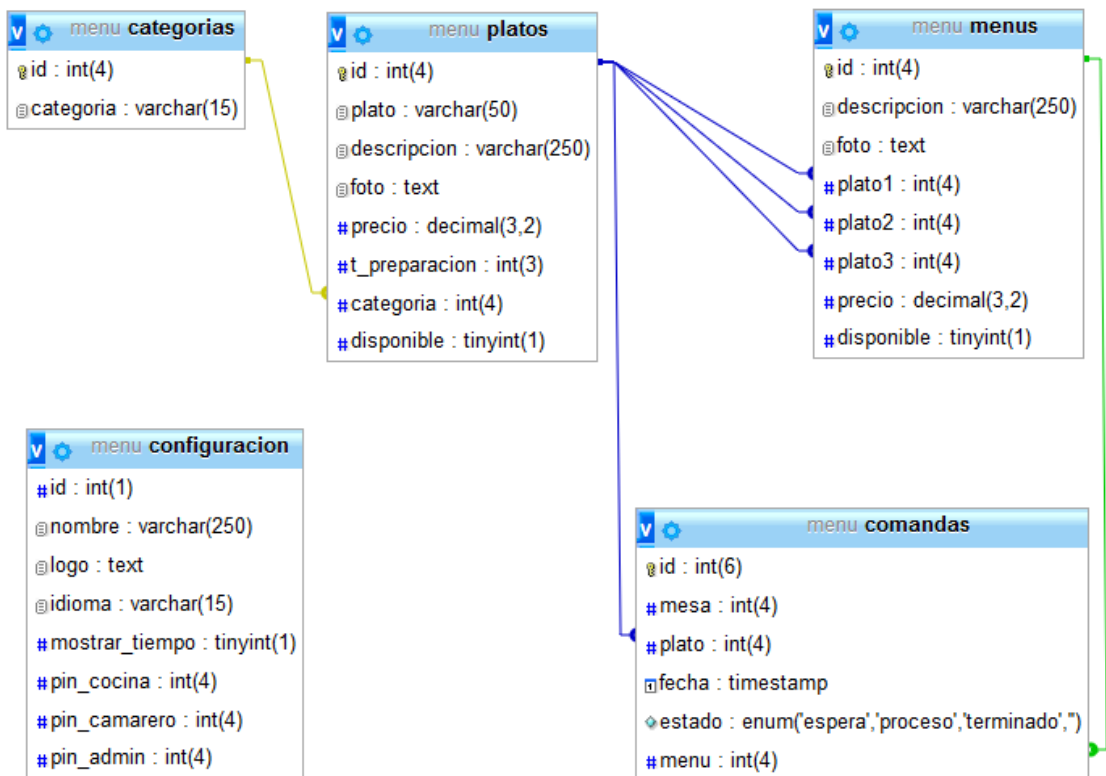 v menu categorias
id : int(4)
categoria : varchar(15)
v menu platos
id : int(4)
plato : varchar(50)
descripcion : varchar(250)
foto : text
# precio : decimal(3,2)
# t_preparacion : int(3)
# categoria : int(4)
# disponible : tinyint(1)
v menu menus
id : int(4)
descripcion : varchar(250)
foto : text
# plato1 : int(4)
# plato2 : int(4)
# plato3 : int(4)
# precio : decimal(3,2)
# disponible : tinyint(1)
v menu configuracion
# id : int(1)
nombre : varchar(250)
logo : text
idioma : varchar(15)
# mostrar_tiempo : tinyint(1)
# pin_cocina : int(4)
# pin_camarero : int(4)
# pin_admin : int(4)
v menu comandas
id : int(6)
# mesa : int(4)
# plato : int(4)
fecha : timestamp
estado : enum('espera','proceso','terminado','')
# menu : int(4)